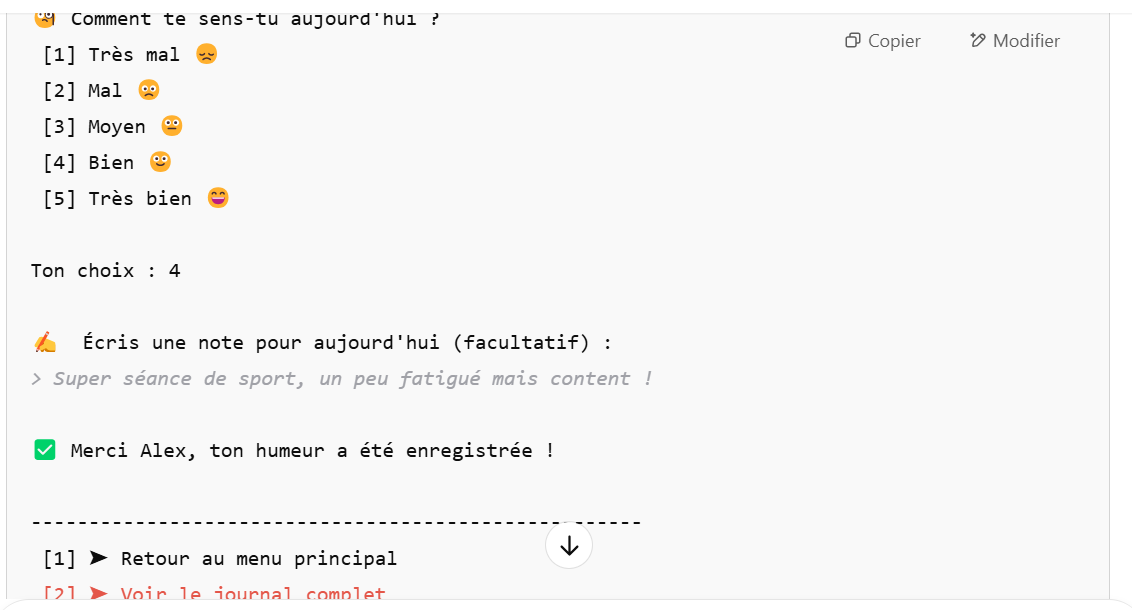 🧐 Comment te sens-tu aujourd'hui ?
Copier
Modifier
[1] Très mal 😞
[2] Mal 🙁
[3] Moyen 😐
[4] Bien 🙂
[5] Très bien 😄
Ton choix : 4
✍️ Écris une note pour aujourd'hui (facultatif) :
> Super séance de sport, un peu fatigué mais content !
✅ Merci Alex, ton humeur a été enregistrée !
-----------------------------------------------------
[1] ➤ Retour au menu principal
[2] ➤ Voir le journal complet